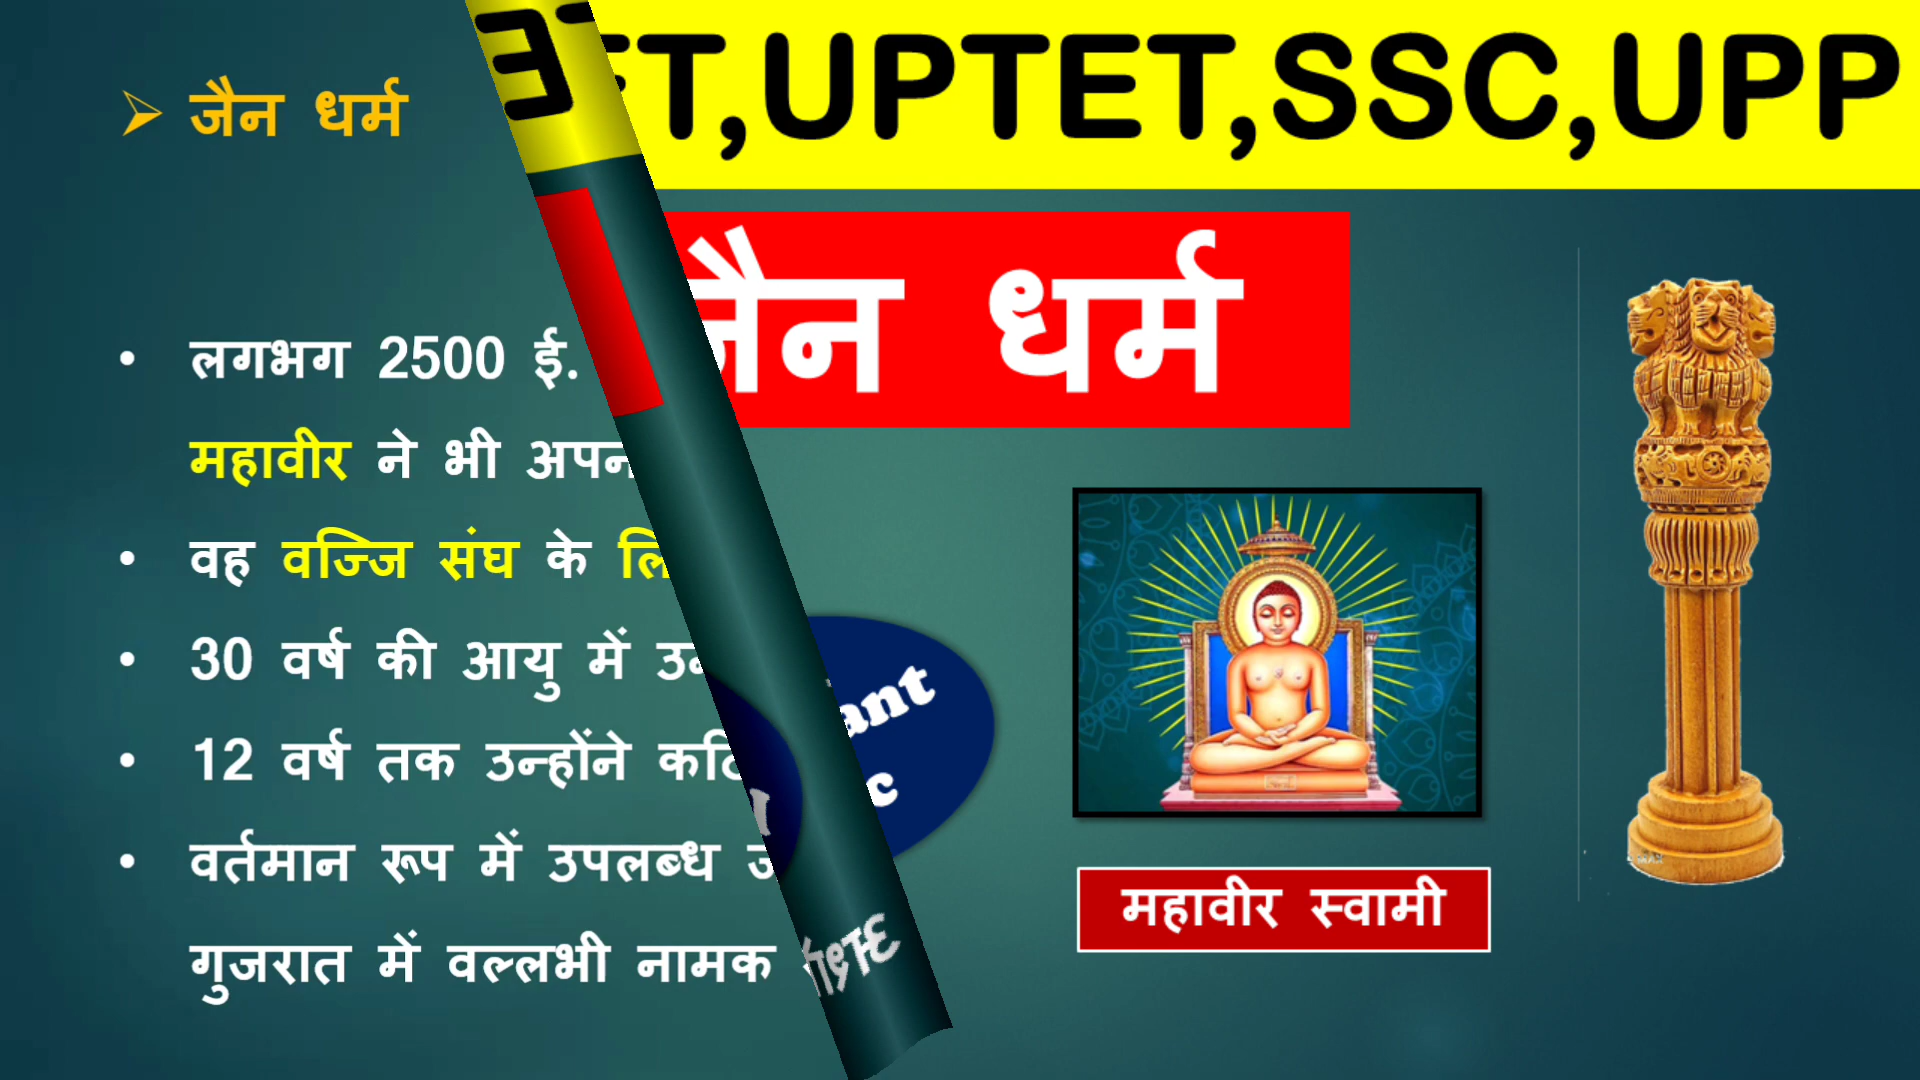 जैन धर्म
लगभग 2500 ई.
महावीर ने भी
वह वज्जि संघ के
30 वर्ष की आयु में
12 वर्ष तक उन्होंने
वर्तमान रूप में उपलब्ध
गुजरात में वल्लभी नामक
,UPTET,SSC,UPP
जैन धर्म
महावीर स्वामी